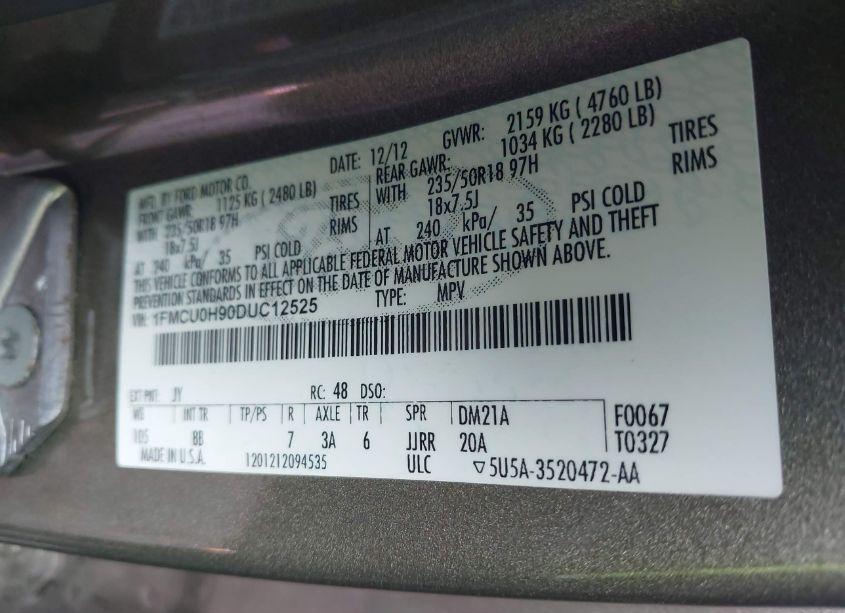 MFD. BY FORD MOTOR CO.
DATE: 12/12
GVWR: 2159 KG ( 4760 LB)
FRONT GAWR: 1125 KG ( 2480 LB)
WITH 235/50R18 97H TIRES
18x7.5J RIMS
AT 240 kPa/ 35 PSI COLD
REAR GAWR: 1034 KG ( 2280 LB)
WITH 235/50R18 97H TIRES
18x7.5J RIMS
AT 240 kPa/ 35 PSI COLD
THIS VEHICLE CONFORMS TO ALL APPLICABLE FEDERAL MOTOR VEHICLE SAFETY AND THEFT
PREVENTION STANDARDS IN EFFECT ON THE DATE OF MANUFACTURE SHOWN ABOVE.
VIN: 1FMCU0H90DUC12525
TYPE: MPV
EXT PNT: JY RC: 48 DSO:
WB INT TR TP/PS R AXLE TR SPR DM21A F0067
105 8B 7 3A 6 JJRR 20A T0327
MADE IN U.S.A. 1201212094535 ULC ▽5U5A-3520472-AA